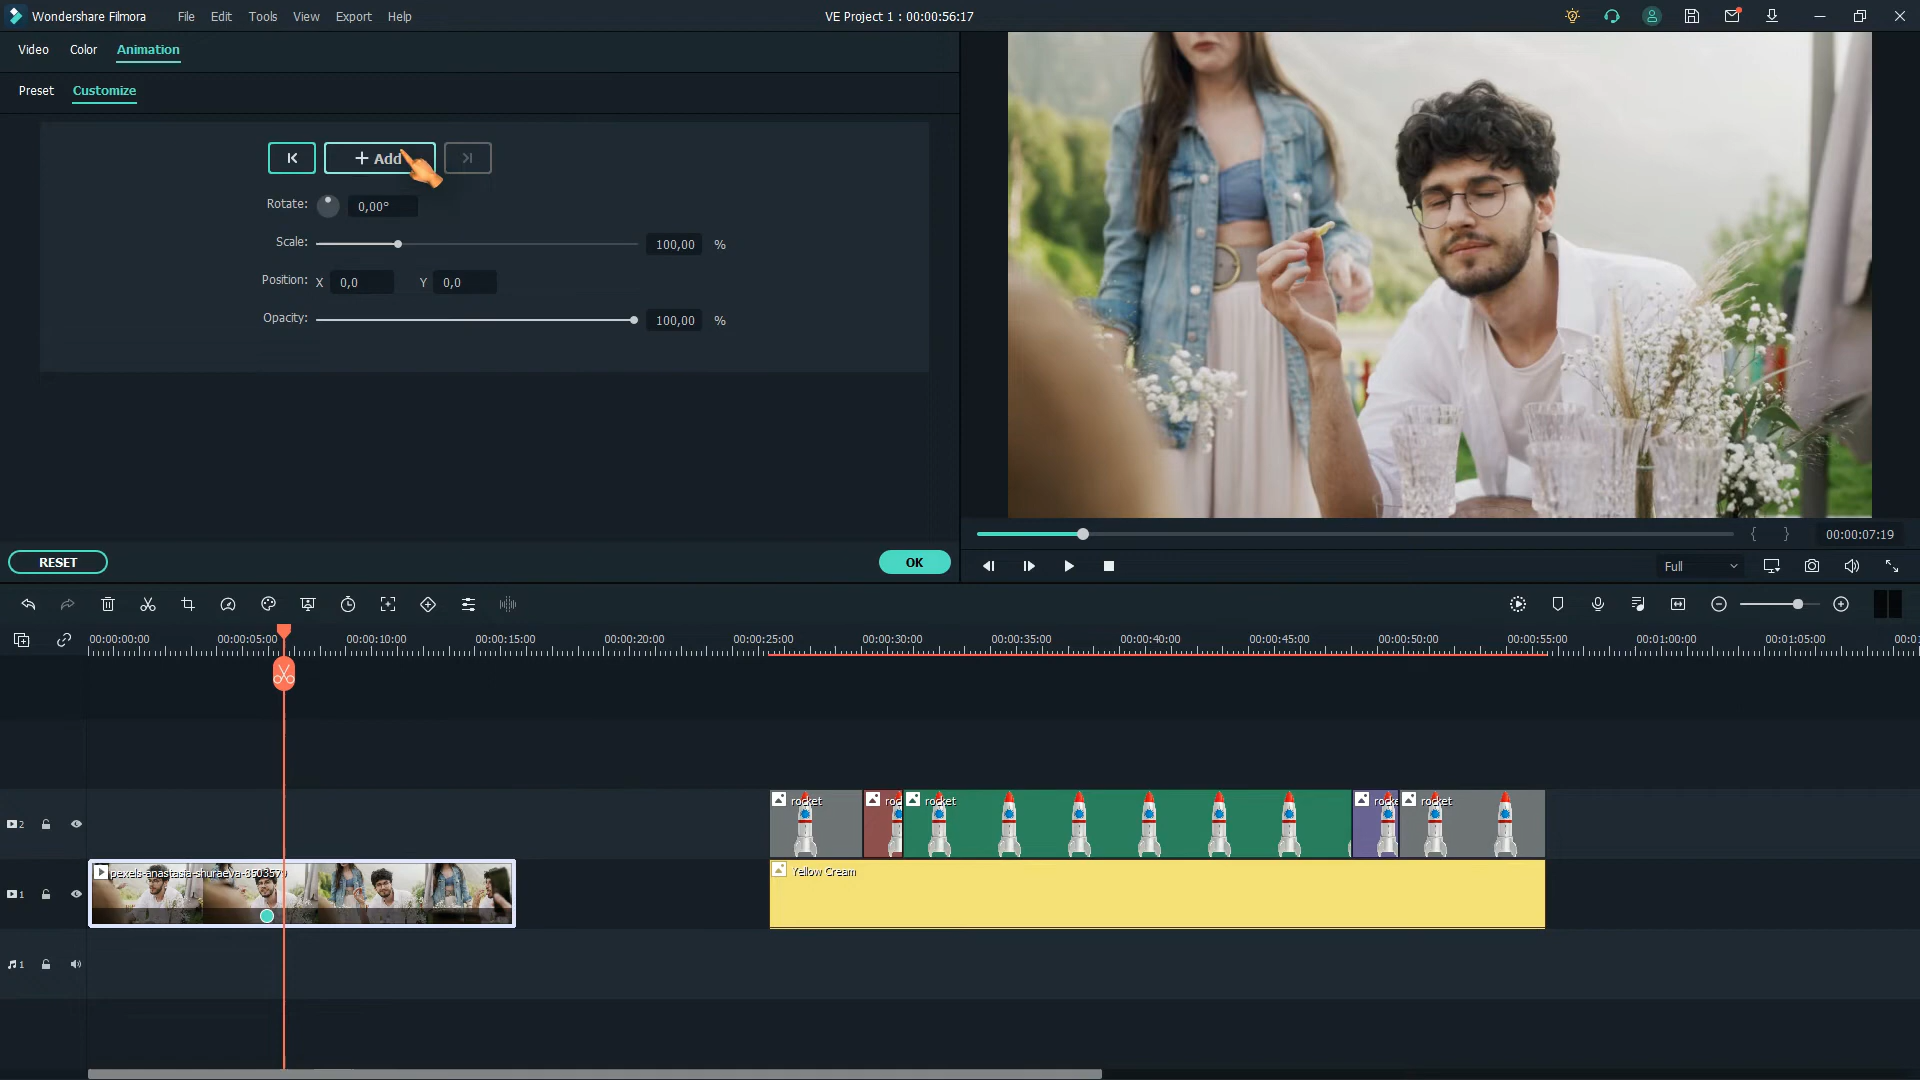 Wondershare Filmora File Edit Tools View Export Help VE Project 1 : 00:00:56:17
Video Color Animation
Preset Customize
+ Add
Rotate: 0,00°
Scale: 100,00 %
Position: X 0,0 Y 0,0
Opacity: 100,00 %
{ } 00:00:07:19
RESET OK
Full
00:00:00:00 00:00:05:00 00:00:10:00 00:00:15:00 00:00:20:00 00:00:25:00 00:00:30:00 00:00:35:00 00:00:40:00 00:00:45:00 00:00:50:00 00:00:55:00 00:01:00:00 00:01:05:00 00:0
2 rocket roc rocket rocke rocket
1 pexels-anastasia-shuraeva-850357 Yellow Cream
1